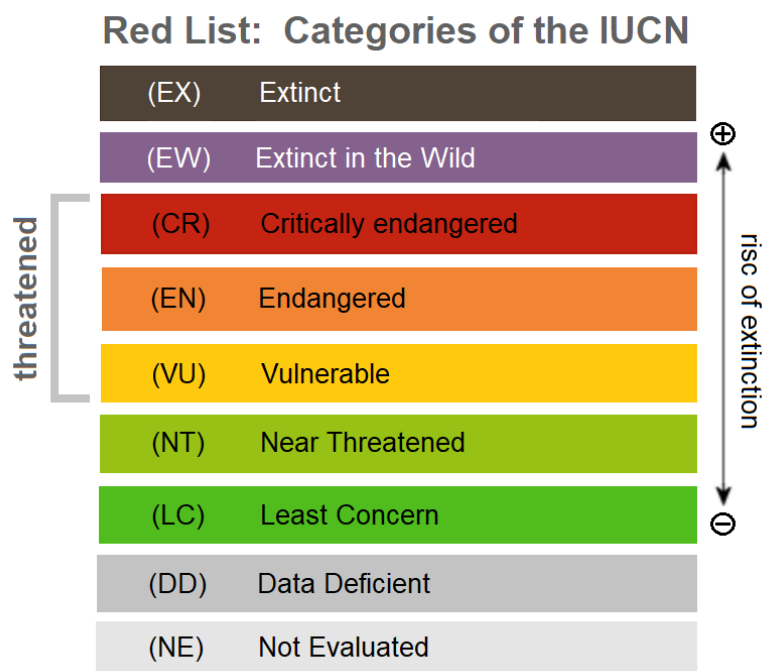 Red List: Categories of the IUCN
(EX) Extinct
(EW) Extinct in the Wild
(CR) Critically endangered
(EN) Endangered
(VU) Vulnerable
(NT) Near Threatened
(LC) Least Concern
(DD) Data Deficient
(NE) Not Evaluated
threatened
risc of extinction